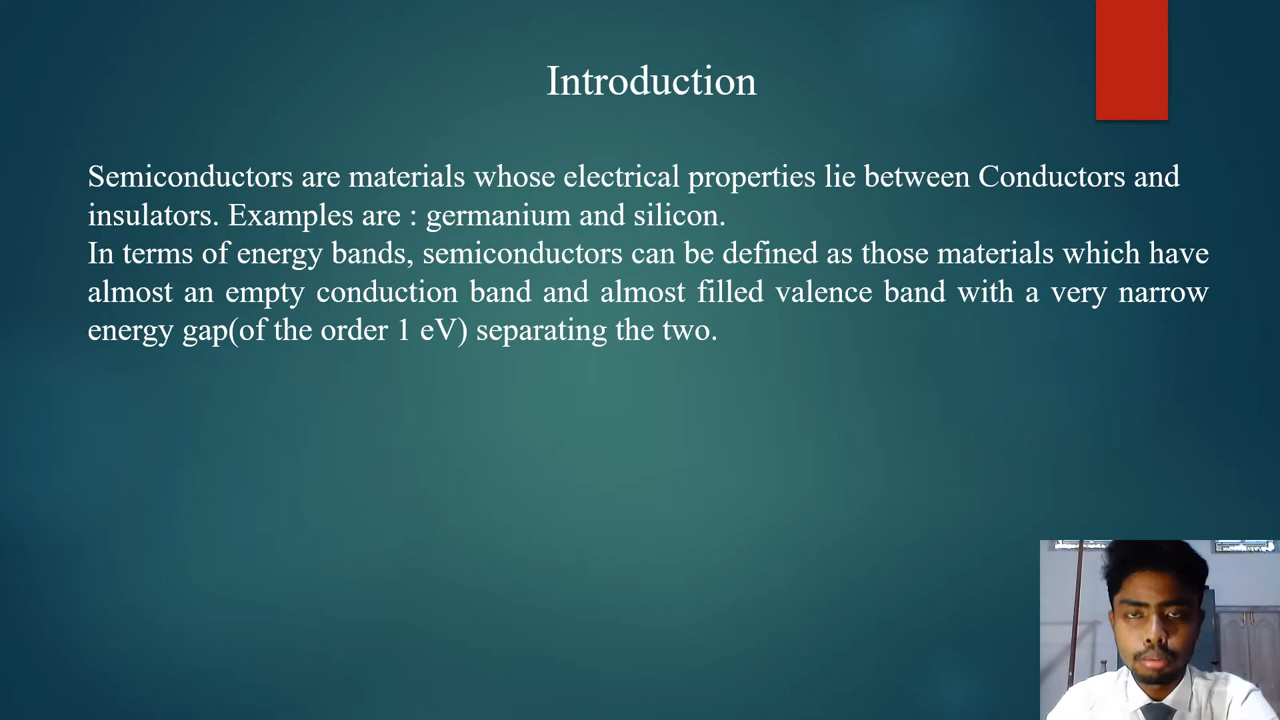 Introduction
Semiconductors are materials whose electrical properties lie between Conductors and
insulators. Examples are : germanium and silicon.
In terms of energy bands, semiconductors can be defined as those materials which have
almost an empty conduction band and almost filled valence band with a very narrow
energy gap(of the order 1 eV) separating the two.